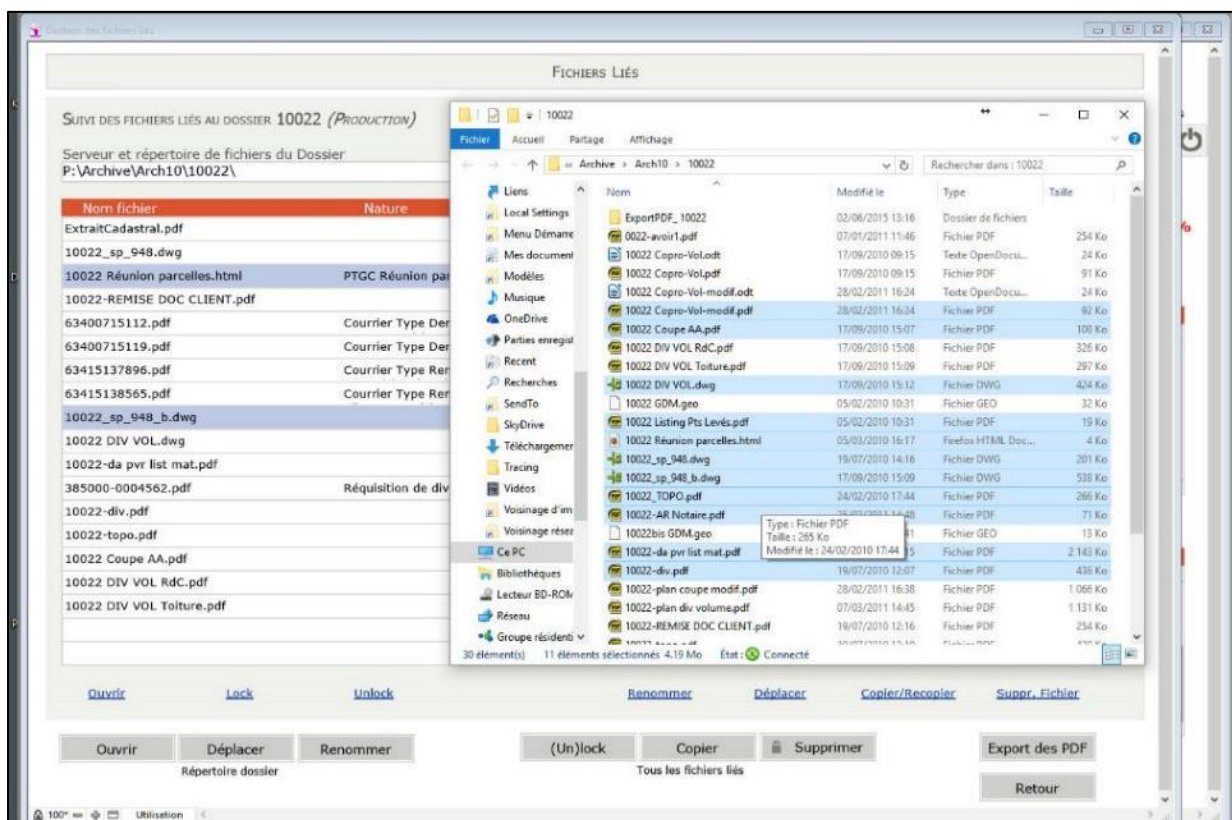 Gestion des fichiers liés
FICHIERS LIÉS
SUIVI DES FICHIERS LIÉS AU DOSSIER 10022 (PRODUCTION)
Serveur et répertoire de fichiers du Dossier
P:\Archive\Arch10\10022\
Nom fichier Nature
ExtraitCadastral.pdf
10022_sp_948.dwg
10022 Réunion parcelles.html PTGC Réunion par
10022-REMISE DOC CLIENT.pdf
63400715112.pdf Courrier Type Der
63400715119.pdf Courrier Type Der
63415137896.pdf Courrier Type Rer
63415138565.pdf Courrier Type Rer
10022_sp_948_b.dwg
10022 DIV VOL.dwg
10022-da pvr list mat.pdf
385000-0004562.pdf Réquisition de div
10022-div.pdf
10022-topo.pdf
10022 Coupe AA.pdf
10022 DIV VOL RdC.pdf
10022 DIV VOL Toiture.pdf
10022
Fichier Accueil Partage Affichage
« Archive > Arch10 > 10022
Rechercher dans : 10022
Liens
Local Settings
Menu Démarre
Mes document
Modèles
Musique
OneDrive
Parties enregist
Recent
Recherches
SendTo
SkyDrive
Téléchargemer
Tracing
Vidéos
Voisinage d'im
Voisinage résea
Ce PC
Bibliothèques
Lecteur BD-ROM
Réseau
Groupe résidenti
Nom Modifié le Type Taille
ExportPDF_ 10022 02/06/2015 13:16 Dossier de fichiers
0022-avoir1.pdf 07/01/2011 11:46 Fichier PDF 254 Ko
10022 Copro-Vol.odt 17/09/2010 09:15 Texte OpenDocu... 24 Ko
10022 Copro-Vol.pdf 17/09/2010 09:15 Fichier PDF 91 Ko
10022 Copro-Vol-modif.odt 28/02/2011 16:24 Texte OpenDocu... 24 Ko
10022 Copro-Vol-modif.pdf 28/02/2011 16:24 Fichier PDF 92 Ko
10022 Coupe AA.pdf 17/09/2010 15:07 Fichier PDF 108 Ko
10022 DIV VOL RdC.pdf 17/09/2010 15:08 Fichier PDF 326 Ko
10022 DIV VOL Toiture.pdf 17/09/2010 15:09 Fichier PDF 297 Ko
10022 DIV VOL.dwg 17/09/2010 15:12 Fichier DWG 424 Ko
10022 GDM.geo 05/02/2010 10:31 Fichier GEO 32 Ko
10022 Listing Pts Levés.pdf 05/02/2010 10:31 Fichier PDF 19 Ko
10022 Réunion parcelles.html 05/03/2010 16:17 Firefox HTML Doc... 4 Ko
10022_sp_948.dwg 19/07/2010 14:16 Fichier DWG 201 Ko
10022_sp_948_b.dwg 17/09/2010 15:09 Fichier DWG 538 Ko
10022_TOPO.pdf 24/02/2010 17:44 Fichier PDF 266 Ko
10022-AR Notaire.pdf Fichier PDF 71 Ko
10022bis GDM.geo Fichier GEO 13 Ko
10022-da pvr list mat.pdf Fichier PDF 2 143 Ko
10022-div.pdf 19/07/2010 12:07 Fichier PDF 436 Ko
10022-plan coupe modif.pdf 28/02/2011 16:38 Fichier PDF 1 066 Ko
10022-plan div volume.pdf 07/03/2011 14:45 Fichier PDF 1 131 Ko
10022-REMISE DOC CLIENT.pdf 19/07/2010 12:16 Fichier PDF 254 Ko
Type : Fichier PDF
Taille : 265 Ko
Modifié le : 24/02/2010 17:44
30 élément(s) 11 éléments sélectionnés 4,19 Mo État : Connecté
Ouvrir Lock Unlock Renommer Déplacer Copier/Recopier Suppr. Fichier
Ouvrir Déplacer Renommer (Un)lock Copier Supprimer Export des PDF
Répertoire dossier Tous les fichiers liés
Retour
100% Utilisation